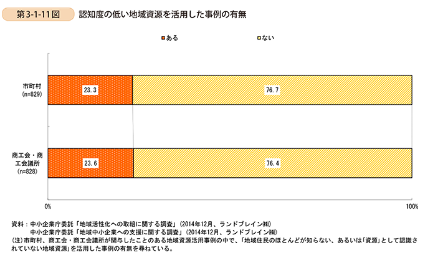 第3-1-11図 認知度の低い地域資源を活用した事例の有無
■ある □ない
市町村
(n=829)
23.3 76.7
商工会・商
工会議所
(n=828)
23.6 76.4
0% 100%
資料：中小企業庁委託「地域活性化への取組に関する調査」(2014年12月、ランドブレイン㈱)
中小企業庁委託「地域中小企業への支援に関する調査」(2014年12月、ランドブレイン㈱)
(注)市町村、商工会・商工会議所が関与したことのある地域資源活用事例の中で、「地域住民のほとんどが知らない、あるいは「資源」として認識さ
れていない地域資源」を活用した事例の有無を尋ねている。